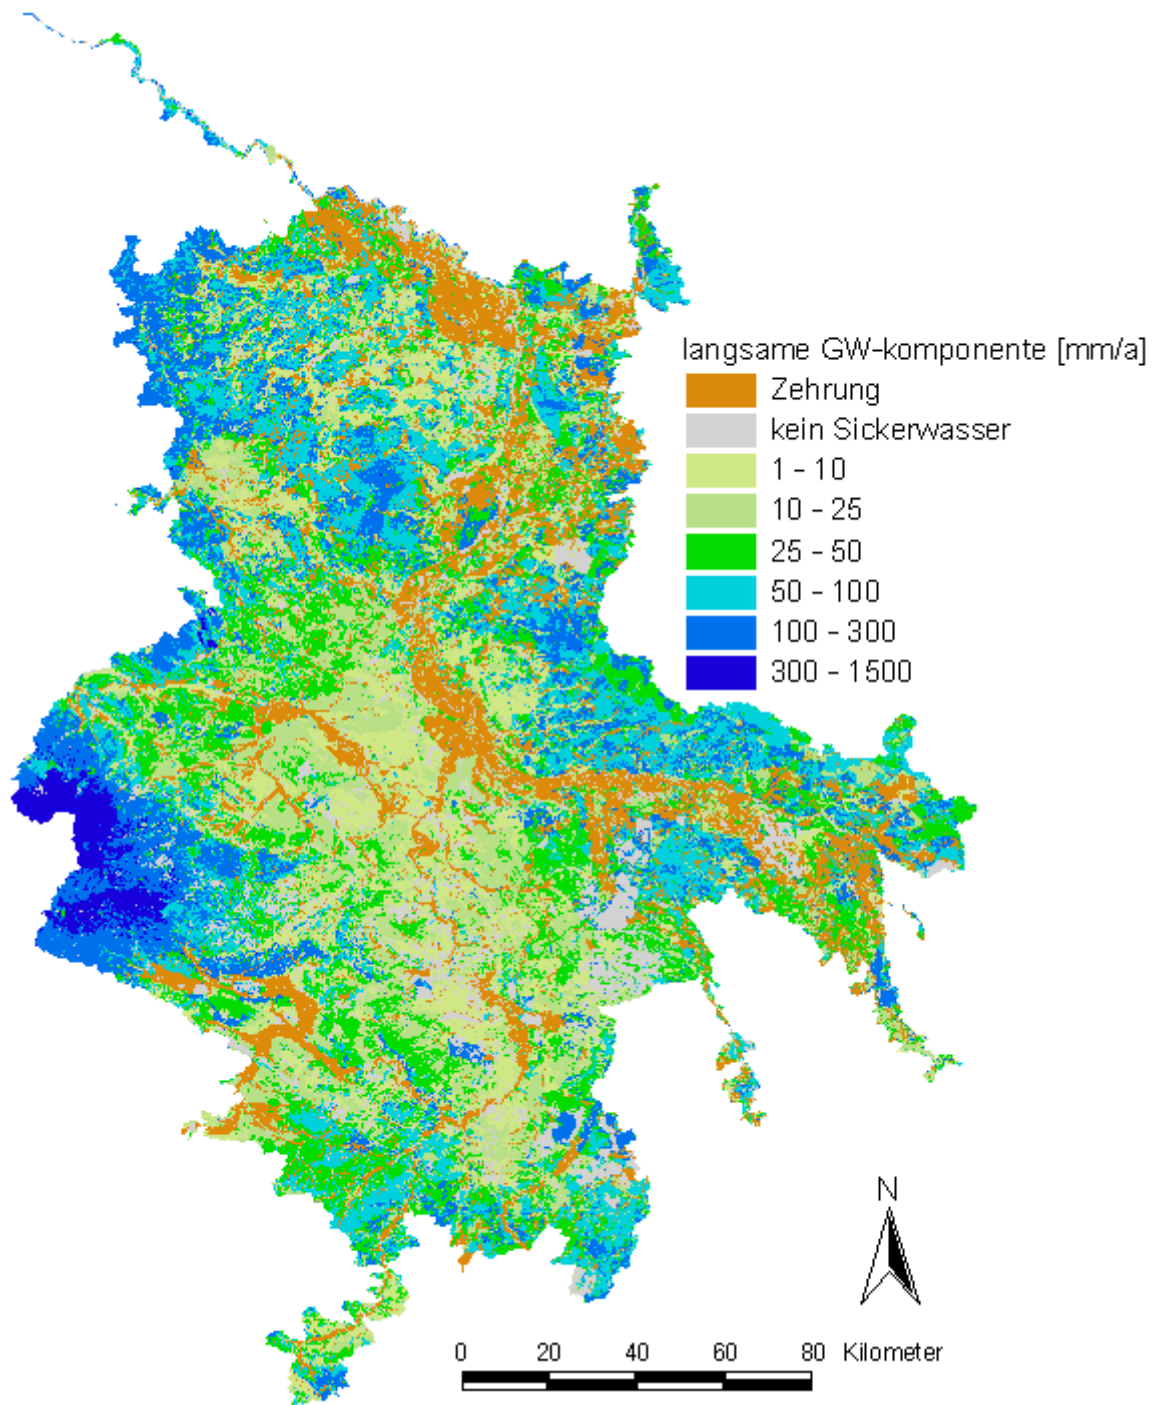 langsame GW-komponente [mm/a]
Zehrung
kein Sickerwasser
1 - 10
10 - 25
25 - 50
50 - 100
100 - 300
300 - 1500
N
0 20 40 60 80 Kilometer